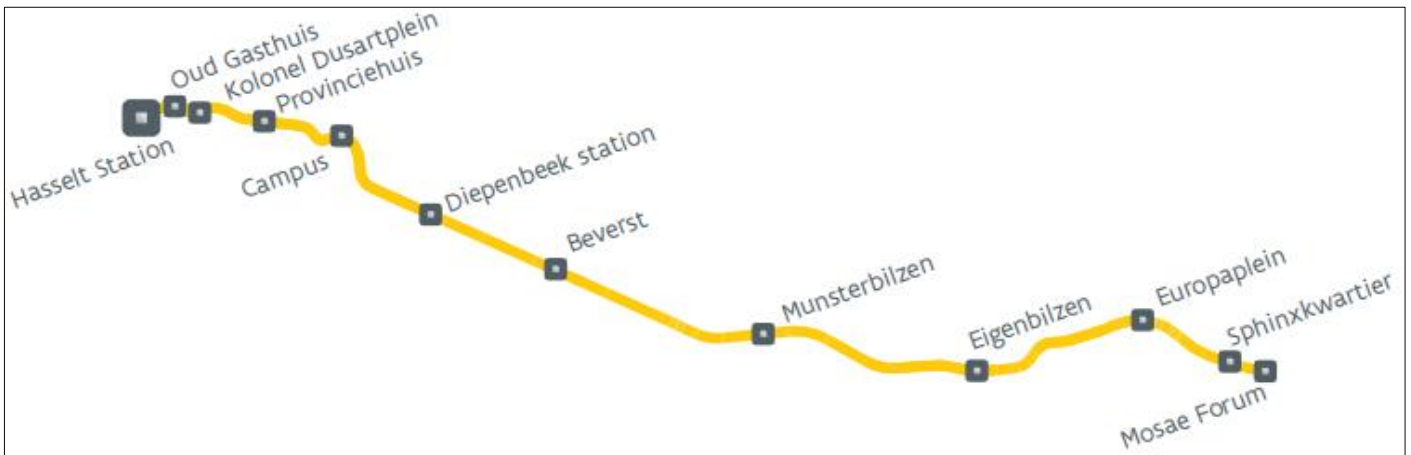 Oud Gasthuis
Kolonel Dusartplein
Provinciehuis
Hasselt Station
Campus
Diepenbeek station
Beverst
Munsterbilzen
Eigenbilzen
Europaplein
Sphinxkwartier
Mosae Forum